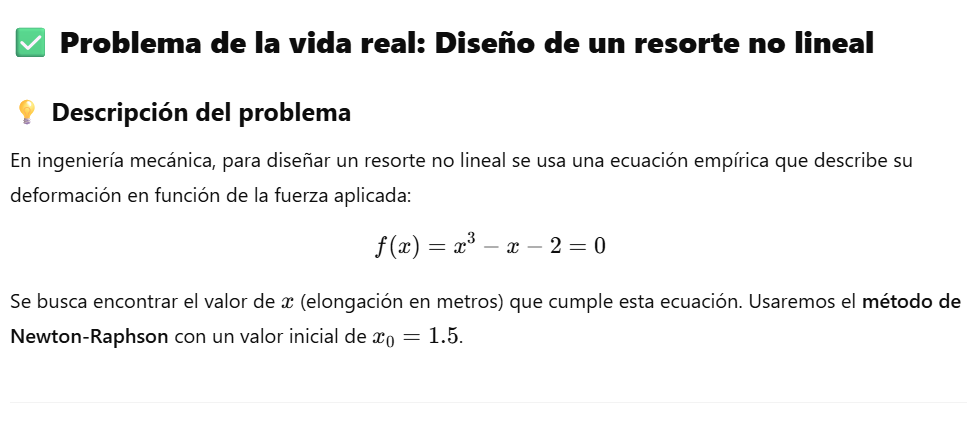 ✅ Problema de la vida real: Diseño de un resorte no lineal
💡 Descripción del problema
En ingeniería mecánica, para diseñar un resorte no lineal se usa una ecuación empírica que describe su
deformación en función de la fuerza aplicada:
f(x) = x³ − x − 2 = 0
Se busca encontrar el valor de x (elongación en metros) que cumple esta ecuación. Usaremos el método de
Newton-Raphson con un valor inicial de x₀ = 1.5.